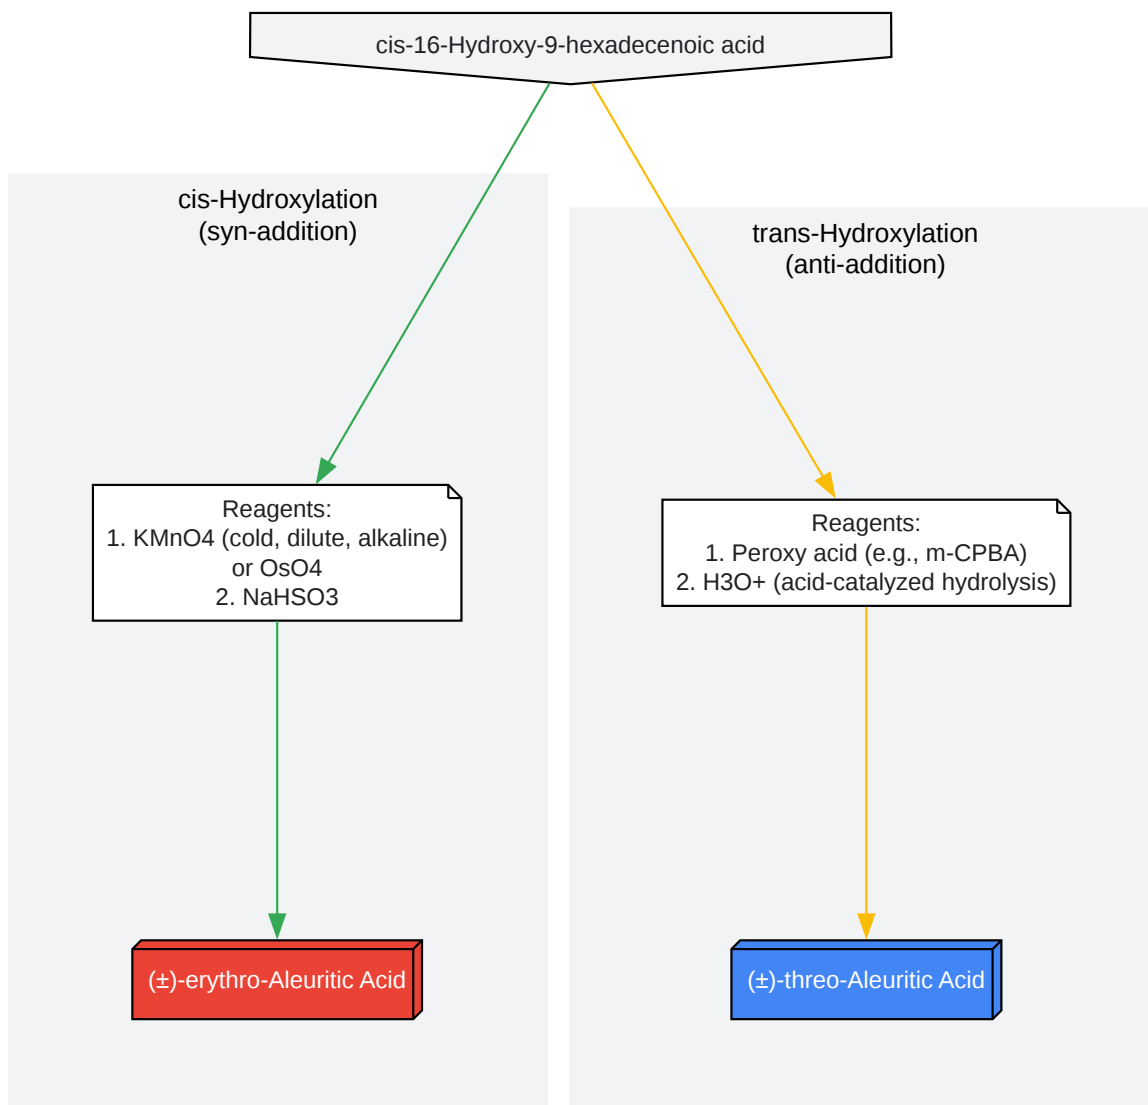 cis-16-Hydroxy-9-hexadecenoic acid
cis-Hydroxylation
(syn-addition)
trans-Hydroxylation
(anti-addition)
Reagents:
1. KMnO4 (cold, dilute, alkaline)
or OsO4
2. NaHSO3
Reagents:
1. Peroxy acid (e.g., m-CPBA)
2. H3O+ (acid-catalyzed hydrolysis)
(±)-erythro-Aleuritic Acid
(±)-threo-Aleuritic Acid